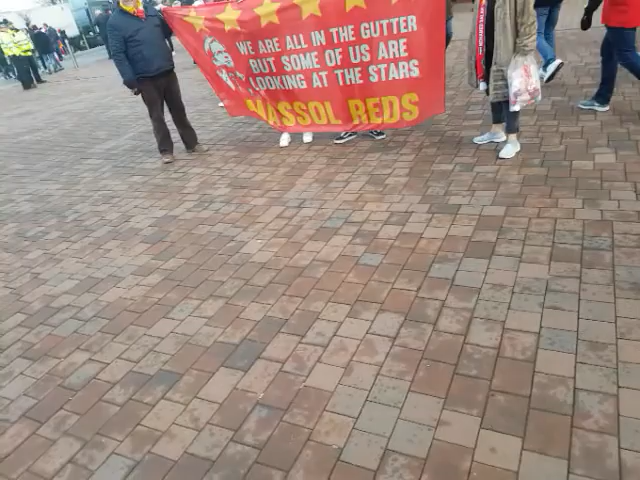 WE ARE ALL IN THE GUTTER
BUT SOME OF US ARE
LOOKING AT THE STARS
MASSOL REDS